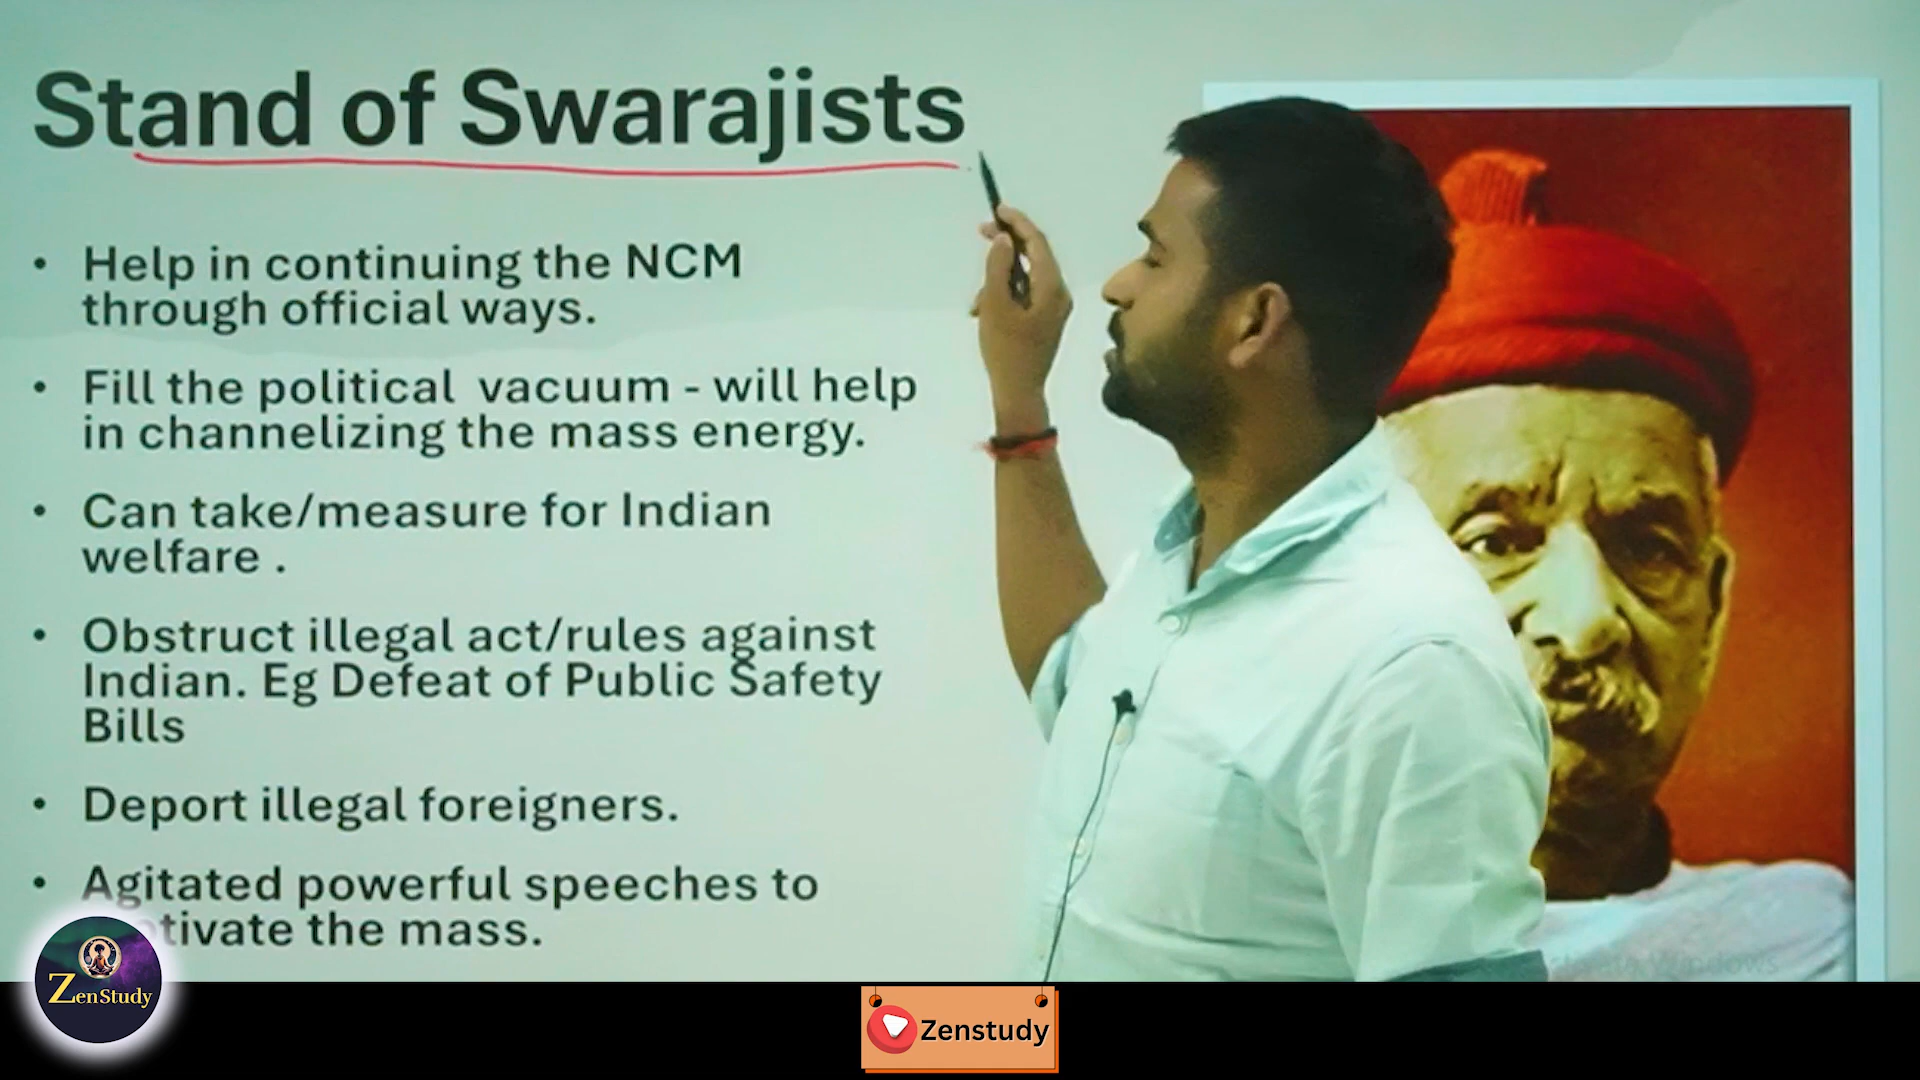 Stand of Swarajists
• Help in continuing the NCM
through official ways.
• Fill the political vacuum - will help
in channelizing the mass energy.
• Can take/measure for Indian
welfare .
• Obstruct illegal act/rules against
Indian. Eg Defeat of Public Safety
Bills
• Deport illegal foreigners.
• Agitated powerful speeches to
the mass.
ZenStudy
Zenstudy